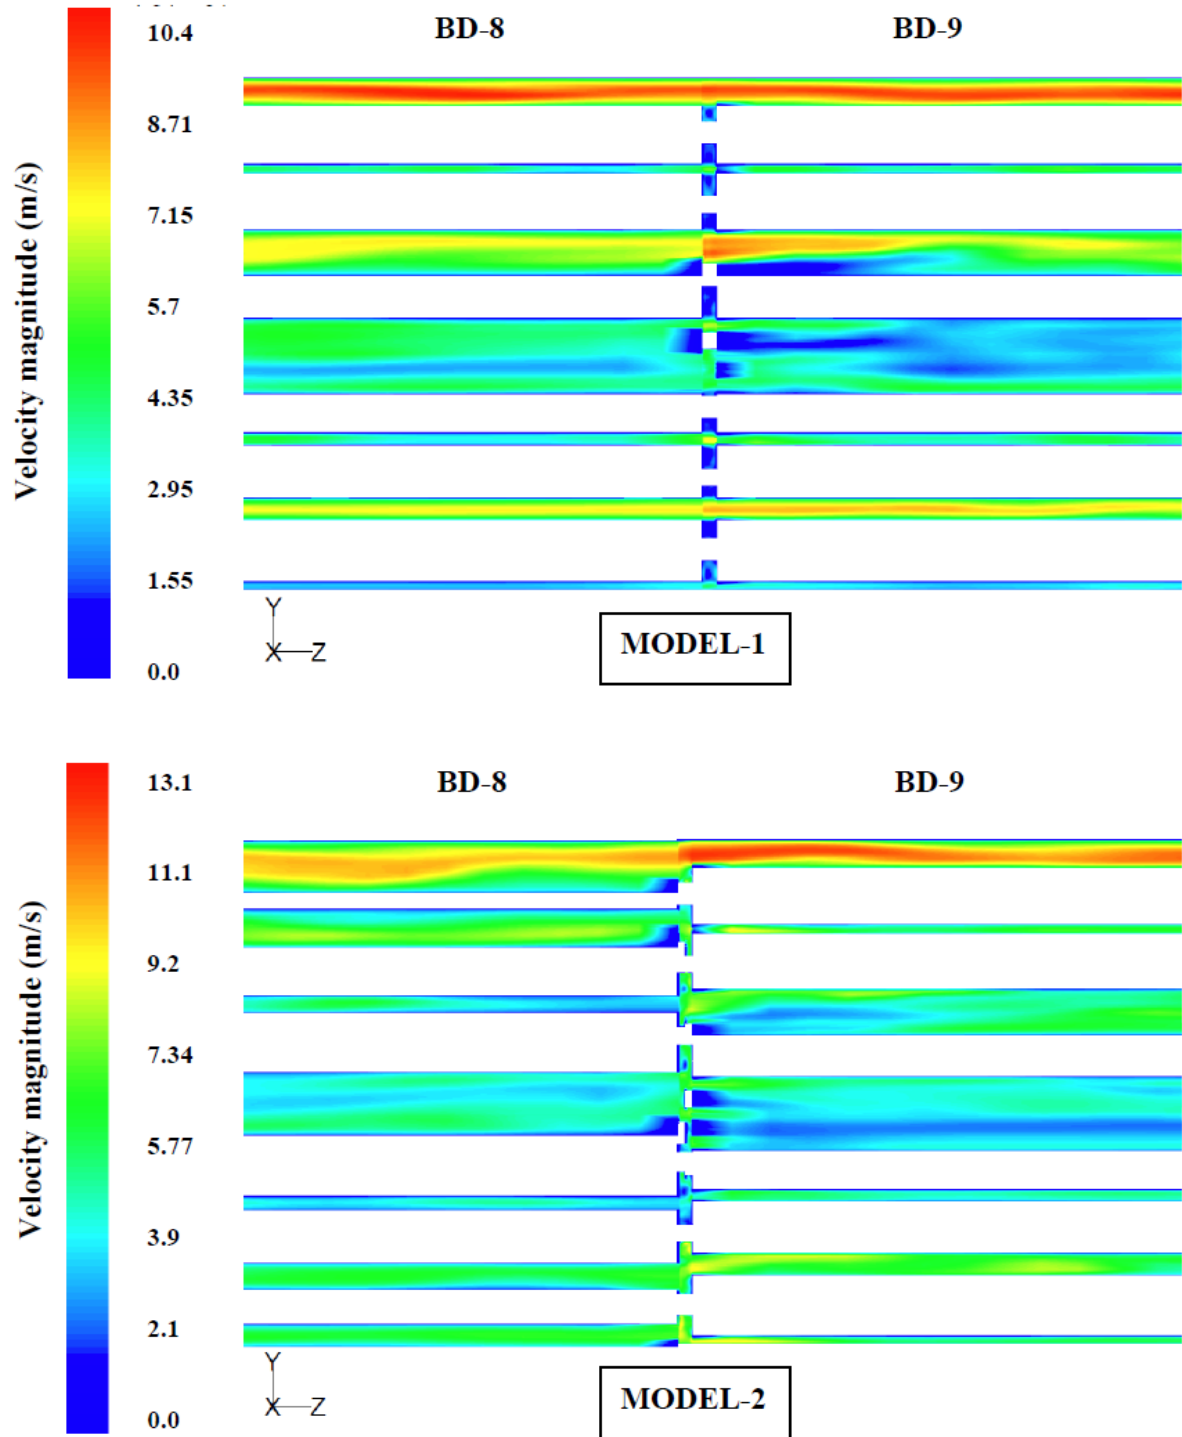 BD-8
BD-9
Velocity magnitude (m/s)
10.4
8.71
7.15
5.7
4.35
2.95
1.55
0.0
Y
X
Z
MODEL-1
BD-8
BD-9
Velocity magnitude (m/s)
13.1
11.1
9.2
7.34
5.77
3.9
2.1
0.0
Y
X
Z
MODEL-2